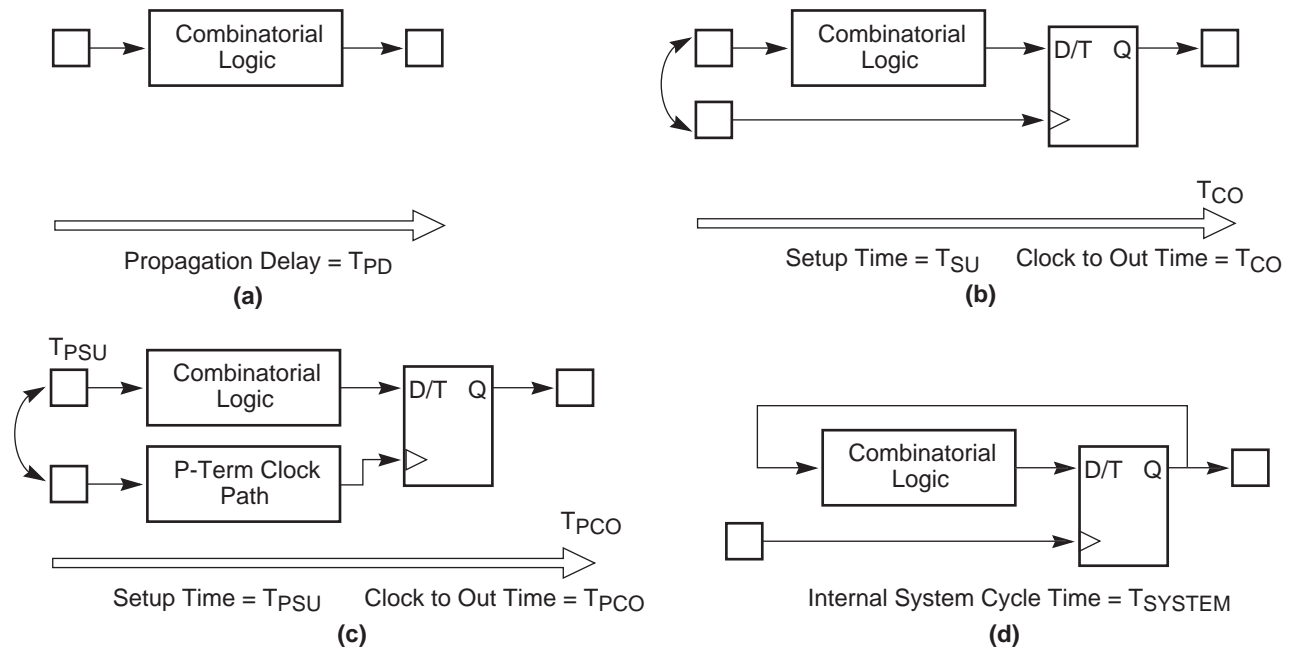 Combinatorial
Logic
Propagation Delay = TPD
(a)
Combinatorial
Logic
D/T Q
TCO
Setup Time = TSU Clock to Out Time = TCO
(b)
TPSU
Combinatorial
Logic
D/T Q
P-Term Clock
Path
TPCO
Setup Time = TPSU Clock to Out Time = TPCO
(c)
Combinatorial
Logic
D/T Q
Internal System Cycle Time = TSYSTEM
(d)